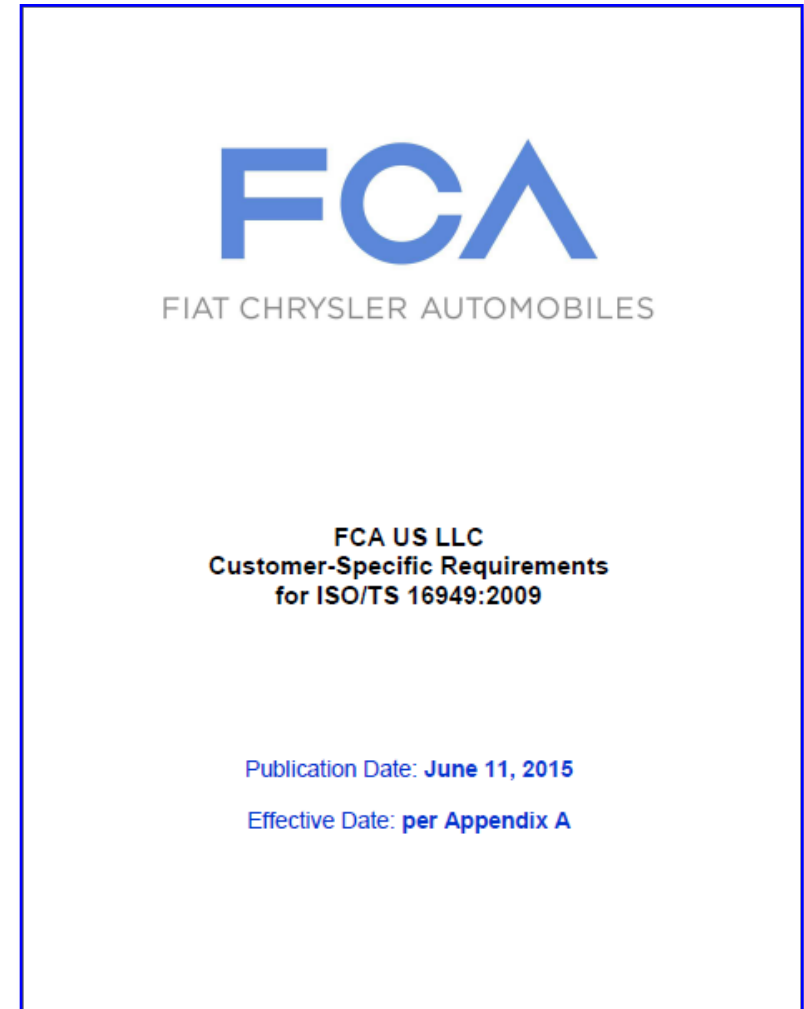 FCA
FIAT CHRYSLER AUTOMOBILES
FCA US LLC
Customer-Specific Requirements
for ISO/TS 16949:2009
Publication Date: June 11, 2015
Effective Date: per Appendix A